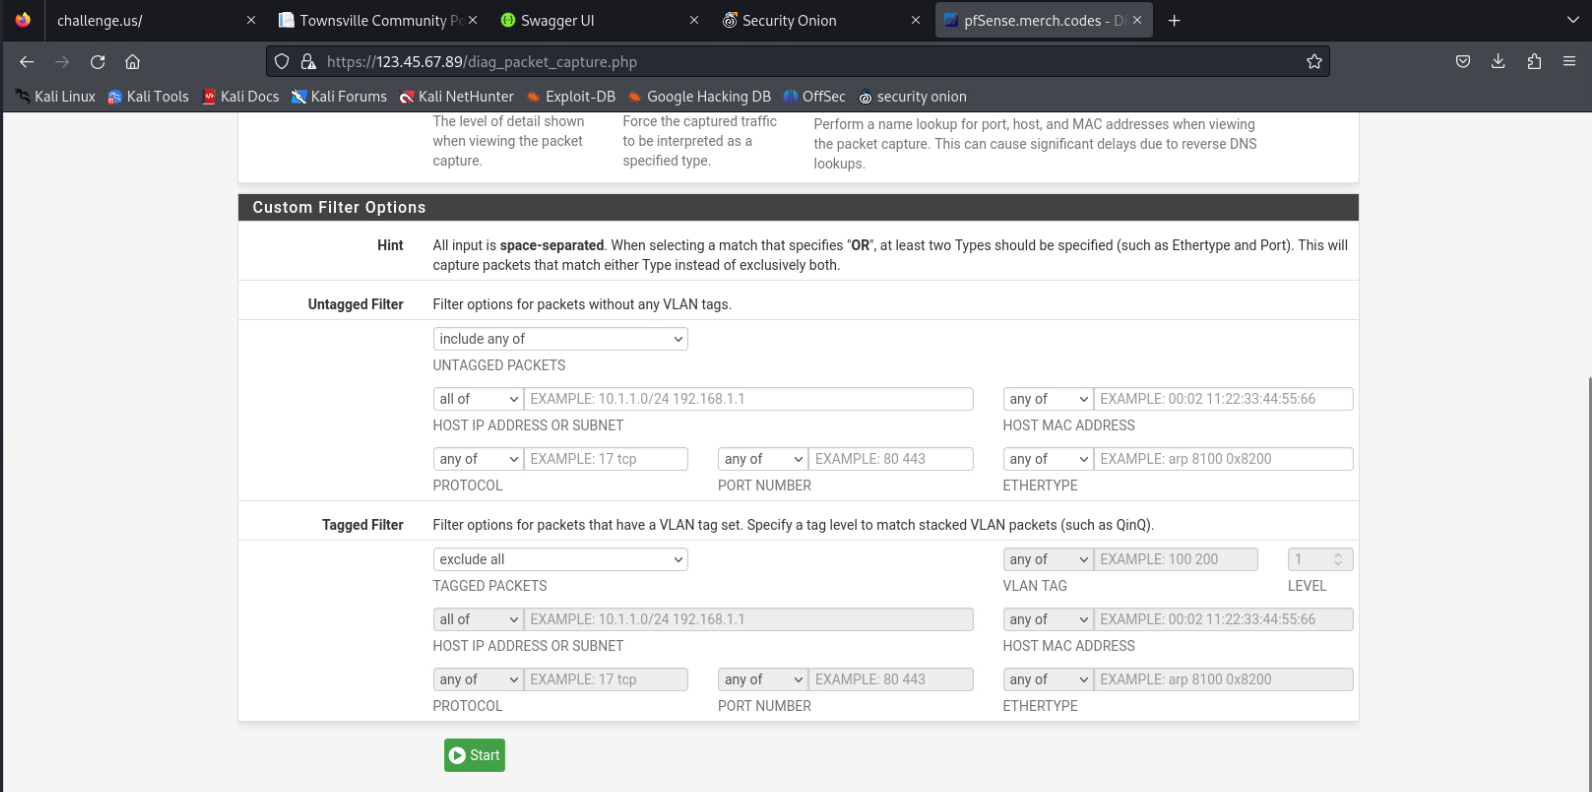 challenge.us/ Townsville Community Po Swagger UI Security Onion pfSense.merch.codes - Di
https://123.45.67.89/diag_packet_capture.php
Kali Linux Kali Tools Kali Docs Kali Forums Kali NetHunter Exploit-DB Google Hacking DB OffSec security onion
The level of detail shown
when viewing the packet
capture.
Force the captured traffic
to be interpreted as a
specified type.
Perform a name lookup for port, host, and MAC addresses when viewing
the packet capture. This can cause significant delays due to reverse DNS
lookups.
Custom Filter Options
Hint All input is space-separated. When selecting a match that specifies "OR", at least two Types should be specified (such as Ethertype and Port). This will
capture packets that match either Type instead of exclusively both.
Untagged Filter Filter options for packets without any VLAN tags.
include any of
UNTAGGED PACKETS
all of EXAMPLE: 10.1.1.0/24 192.168.1.1 any of EXAMPLE: 00:02 11:22:33:44:55:66
HOST IP ADDRESS OR SUBNET HOST MAC ADDRESS
any of EXAMPLE: 17 tcp any of EXAMPLE: 80 443 any of EXAMPLE: arp 8100 0x8200
PROTOCOL PORT NUMBER ETHERTYPE
Tagged Filter Filter options for packets that have a VLAN tag set. Specify a tag level to match stacked VLAN packets (such as QinQ).
exclude all any of EXAMPLE: 100 200 1
TAGGED PACKETS VLAN TAG LEVEL
all of EXAMPLE: 10.1.1.0/24 192.168.1.1 any of EXAMPLE: 00:02 11:22:33:44:55:66
HOST IP ADDRESS OR SUBNET HOST MAC ADDRESS
any of EXAMPLE: 17 tcp any of EXAMPLE: 80 443 any of EXAMPLE: arp 8100 0x8200
PROTOCOL PORT NUMBER ETHERTYPE
Start